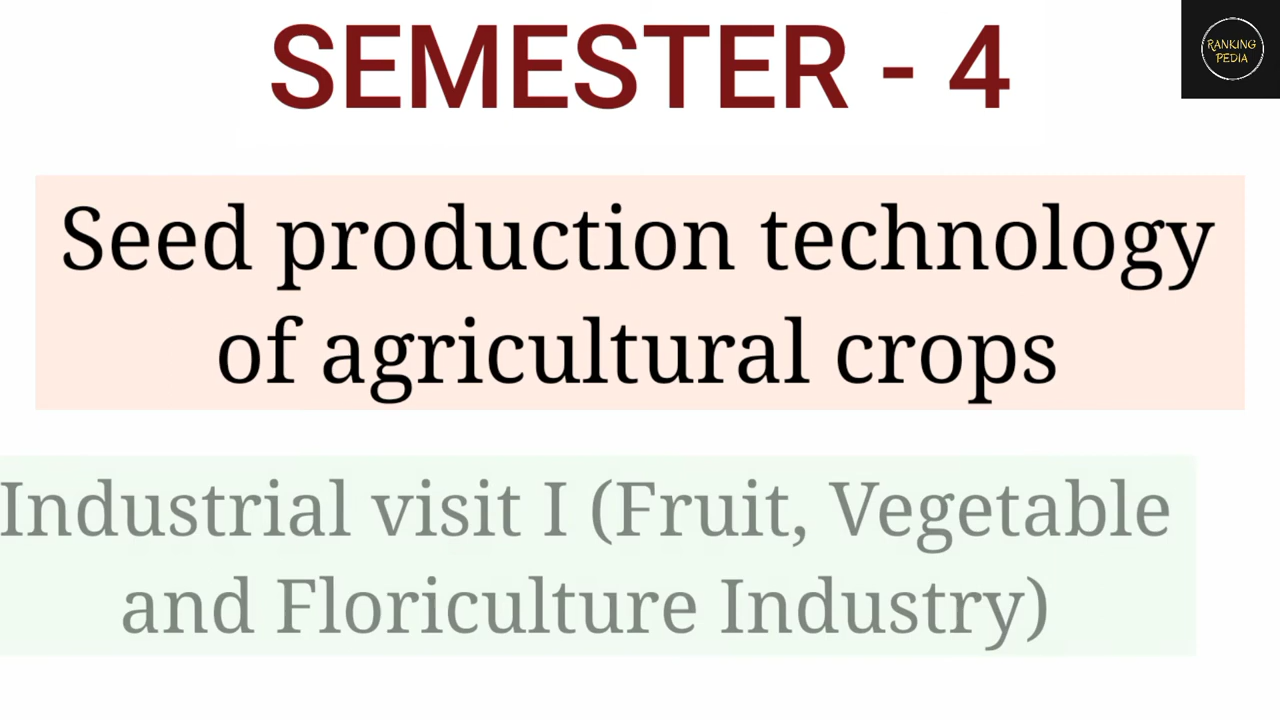 SEMESTER - 4
RANKING
PEDIA
Seed production technology
of agricultural crops
Industrial visit I (Fruit, Vegetable
and Floriculture Industry)